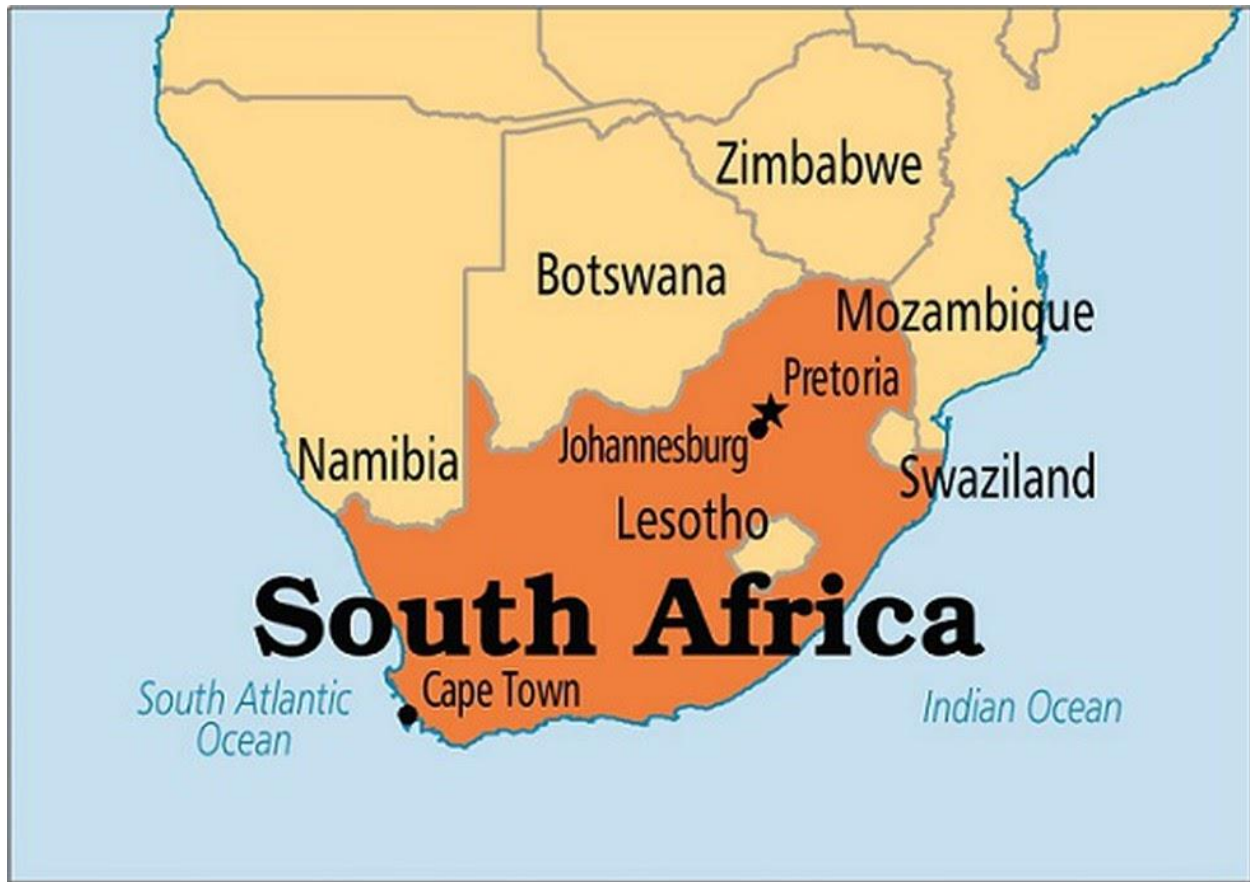 Zimbabwe
Botswana
Mozambique
Pretoria
Johannesburg
Namibia
Swaziland
Lesotho
South Africa
Cape Town
South Atlantic
Ocean
Indian Ocean